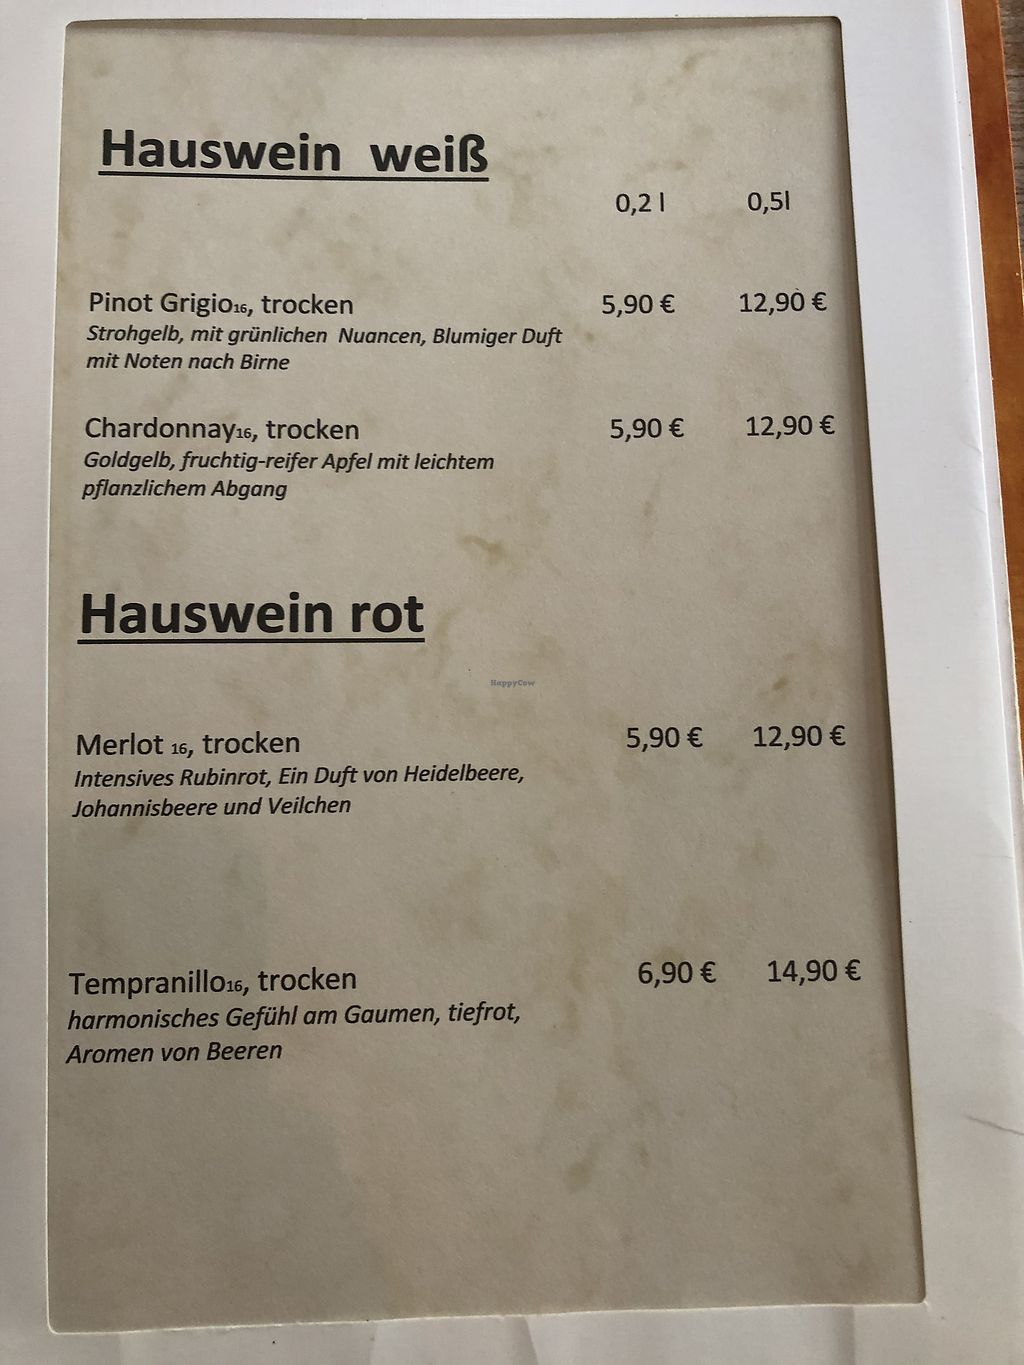 Hauswein weiß
0,2 l 0,5l
Pinot Grigio16, trocken 5,90 € 12,90 €
Strohgelb, mit grünlichen Nuancen, Blumiger Duft
mit Noten nach Birne
Chardonnay16, trocken 5,90 € 12,90 €
Goldgelb, fruchtig-reifer Apfel mit leichtem
pflanzlichem Abgang
Hauswein rot
HappyCow
Merlot 16, trocken 5,90 € 12,90 €
Intensives Rubinrot, Ein Duft von Heidelbeere,
Johannisbeere und Veilchen
Tempranillo16, trocken 6,90 € 14,90 €
harmonisches Gefühl am Gaumen, tiefrot,
Aromen von Beeren